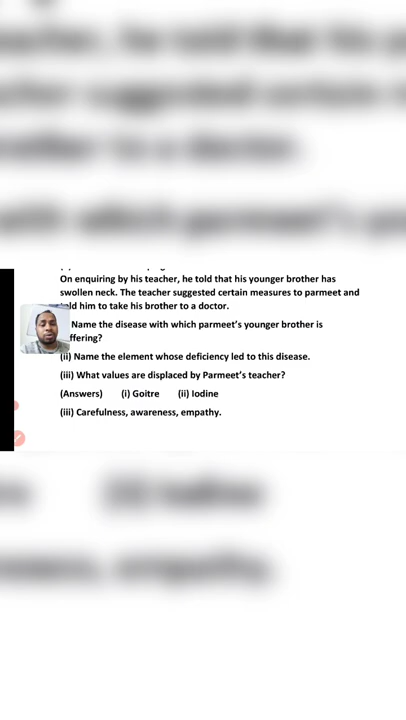 On enquiring by his teacher, he told that his younger brother has
swollen neck. The teacher suggested certain measures to parmeet and
him to take his brother to a doctor.
Name the disease with which parmeet's younger brother is
(ii) Name the element whose deficiency led to this disease.
(iii) What values are displaced by Parmeet's teacher?
(Answers) (i) Goitre (ii) Iodine
(iii) Carefulness, awareness, empathy.